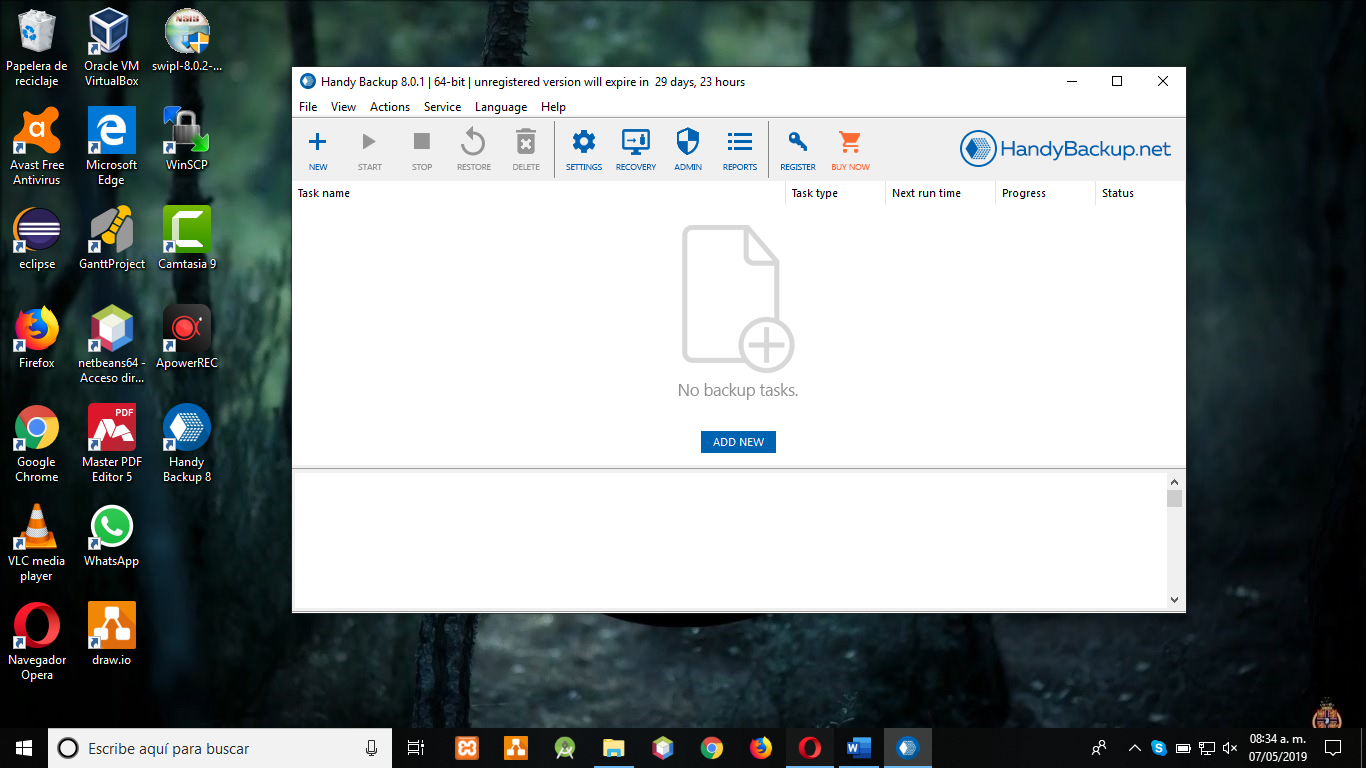 Papelera de
reciclaje
Oracle VM
VirtualBox
NSIS
swipl-8.0.2-...
Avast Free
Antivirus
Microsoft
Edge
WinSCP
eclipse
GanttProject
Camtasia 9
Firefox
netbeans64 -
Acceso dir...
ApowerREC
Google
Chrome
PDF
Master PDF
Editor 5
Handy
Backup 8
VLC media
player
WhatsApp
Navegador
Opera
draw.io
Handy Backup 8.0.1 | 64-bit | unregistered version will expire in 29 days, 23 hours
File View Actions Service Language Help
NEW START STOP RESTORE DELETE SETTINGS RECOVERY ADMIN REPORTS REGISTER BUY NOW
HandyBackup.net
Task name Task type Next run time Progress Status
No backup tasks.
ADD NEW
Escribe aquí para buscar
08:34 a. m.
07/05/2019